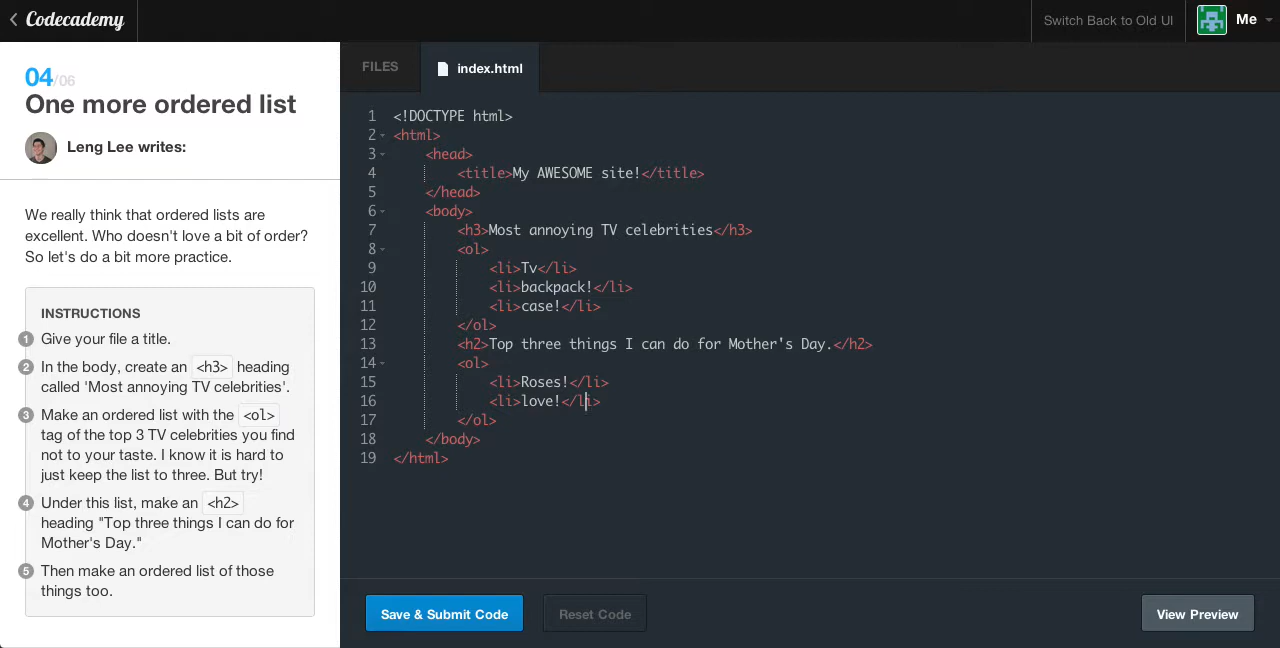 Codecademy
Switch Back to Old UI
Me
04/06
One more ordered list
Leng Lee writes:
We really think that ordered lists are
excellent. Who doesn't love a bit of order?
So let's do a bit more practice.
INSTRUCTIONS
1 Give your file a title.
2 In the body, create an <h3> heading
called 'Most annoying TV celebrities'.
3 Make an ordered list with the <ol>
tag of the top 3 TV celebrities you find
not to your taste. I know it is hard to
just keep the list to three. But try!
4 Under this list, make an <h2>
heading "Top three things I can do for
Mother's Day."
5 Then make an ordered list of those
things too.
FILES
index.html
1 <!DOCTYPE html>
2 <html>
3 <head>
4 <title>My AWESOME site!</title>
5 </head>
6 <body>
7 <h3>Most annoying TV celebrities</h3>
8 <ol>
9 <li>Tv</li>
10 <li>backpack!</li>
11 <li>case!</li>
12 </ol>
13 <h2>Top three things I can do for Mother's Day.</h2>
14 <ol>
15 <li>Roses!</li>
16 <li>love!</li>
17 </ol>
18 </body>
19 </html>
Save & Submit Code
Reset Code
View Preview